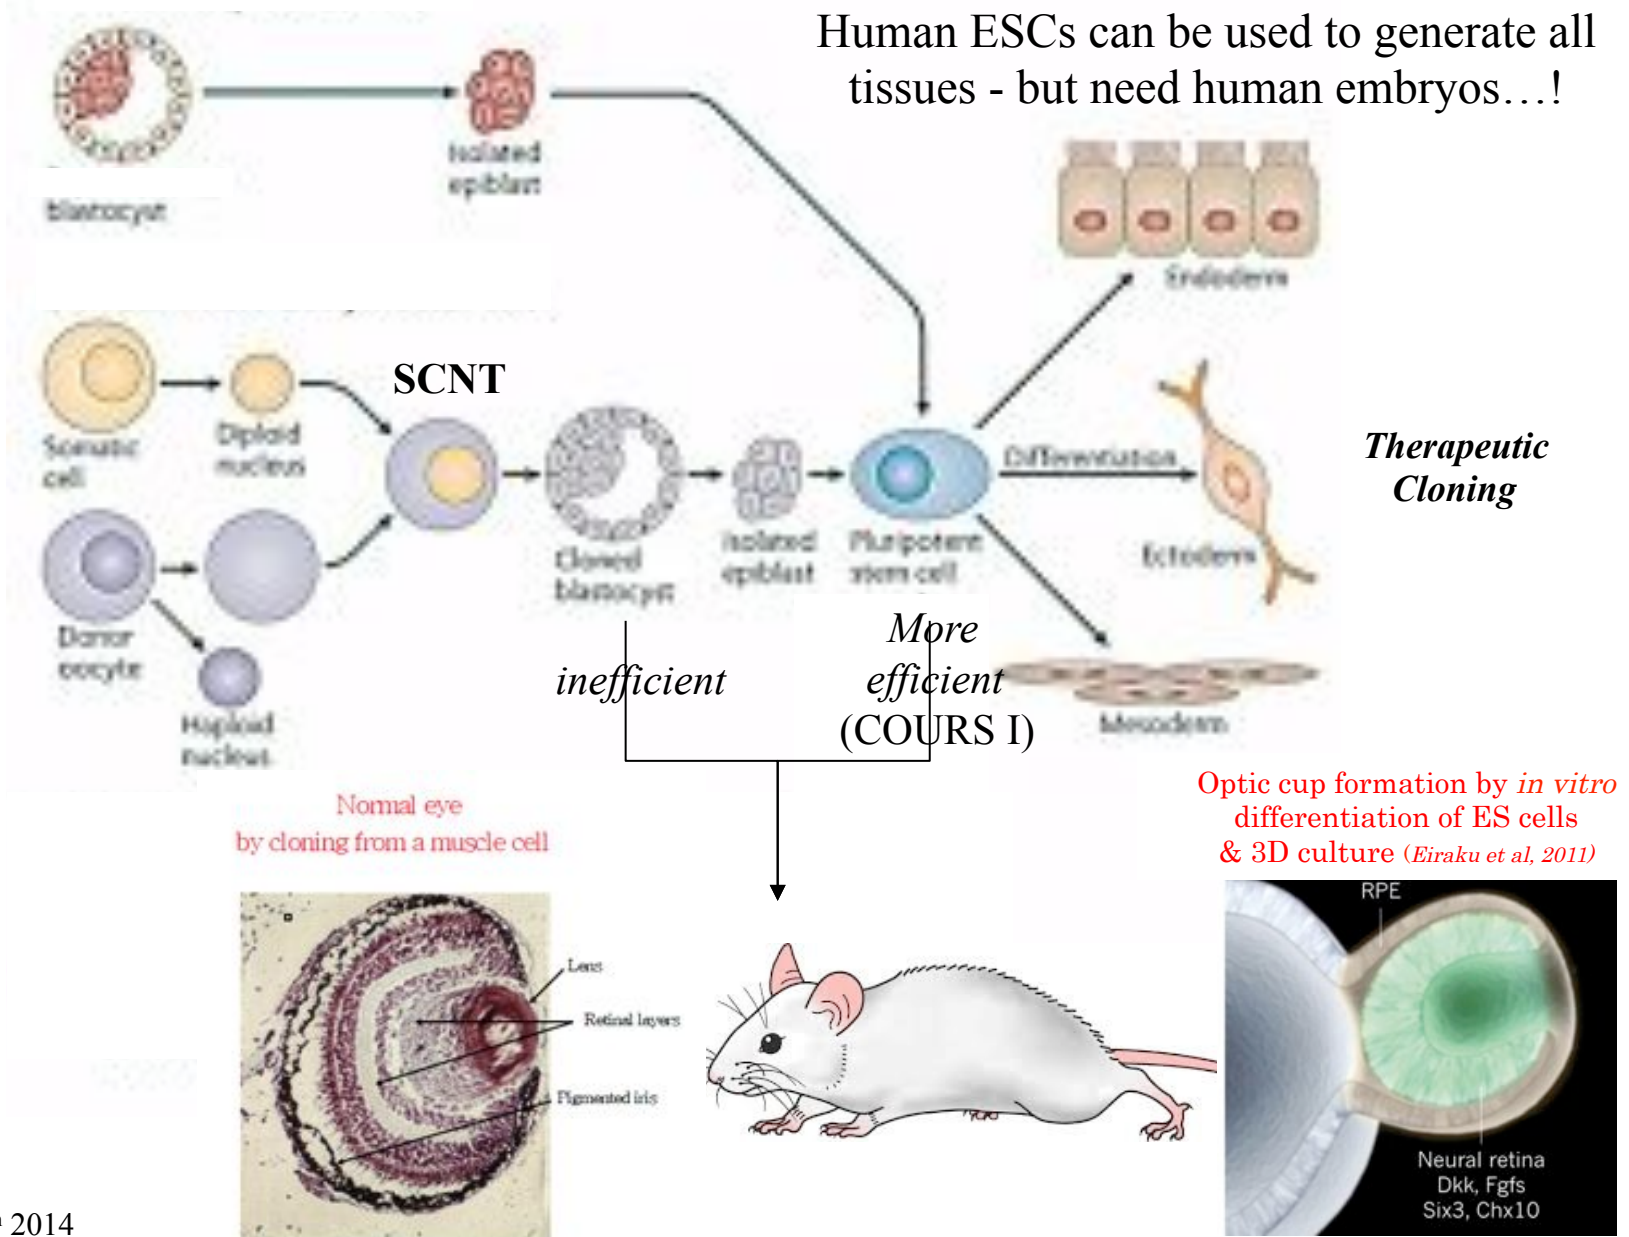 Human ESCs can be used to generate all
tissues - but need human embryos…!
Isolated
epiblast
blastocyst
Endoderm
SCNT
Somatic
cell
Diploid
nucleus
Differentiation
Therapeutic
Cloning
Cloned
blastocyst
Isolated
epiblast
Pluripotent
stem cell
Ectoderm
Donor
oocyte
Haploid
nucleus
inefficient
More
efficient
(COURS I)
Mesoderm
Normal eye
by cloning from a muscle cell
Optic cup formation by in vitro
differentiation of ES cells
& 3D culture (Eiraku et al, 2011)
RPE
Lens
Retinal layers
Pigmented iris
Neural retina
Dkk, Fgfs
Six3, Chx10
2014